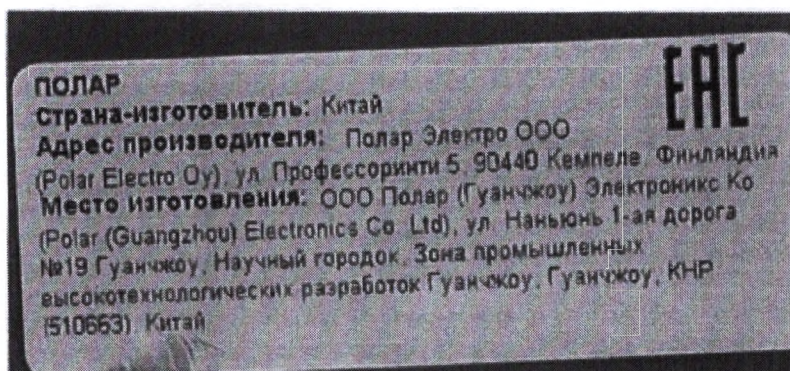 ПОЛАР
EAC
Страна-изготовитель: Китай
Адрес производителя: Полар Электро ООО
(Polar Electro Oy), ул. Профессоринти 5, 90440 Кемпеле, Финляндия
Место изготовления: ООО Полар (Гуанчжоу) Электроникс Ко
(Polar (Guangzhou) Electronics Co. Ltd), ул. Наньюнь 1-ая дорога
№19 Гуанчжоу, Научный городок, Зона промышленных
высокотехнологических разработок Гуанчжоу, Гуанчжоу, КНР
(510663) Китай